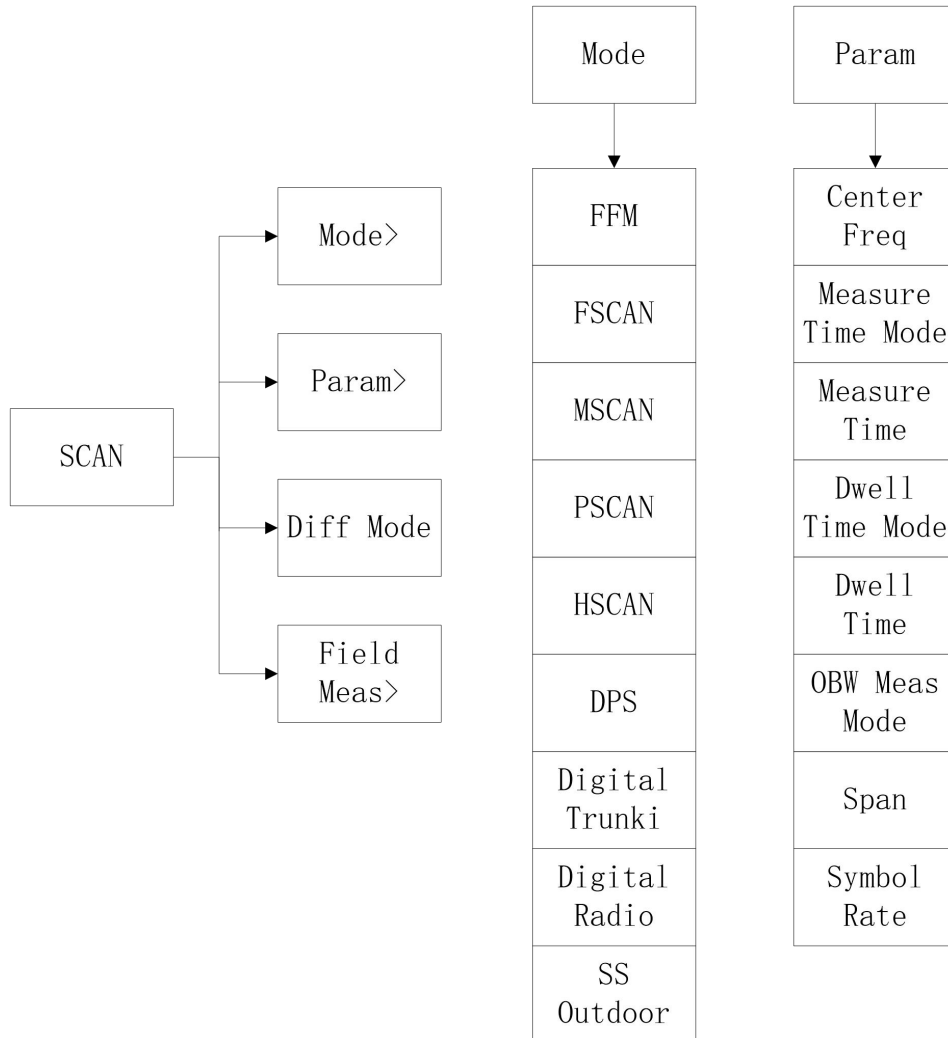 SCAN
Mode>
Param>
Diff Mode
Field
Meas>
Mode
FFM
FSCAN
MSCAN
PSCAN
HSCAN
DPS
Digital
Trunki
Digital
Radio
SS
Outdoor
Param
Center
Freq
Measure
Time Mode
Measure
Time
Dwell
Time Mode
Dwell
Time
OBW Meas
Mode
Span
Symbol
Rate